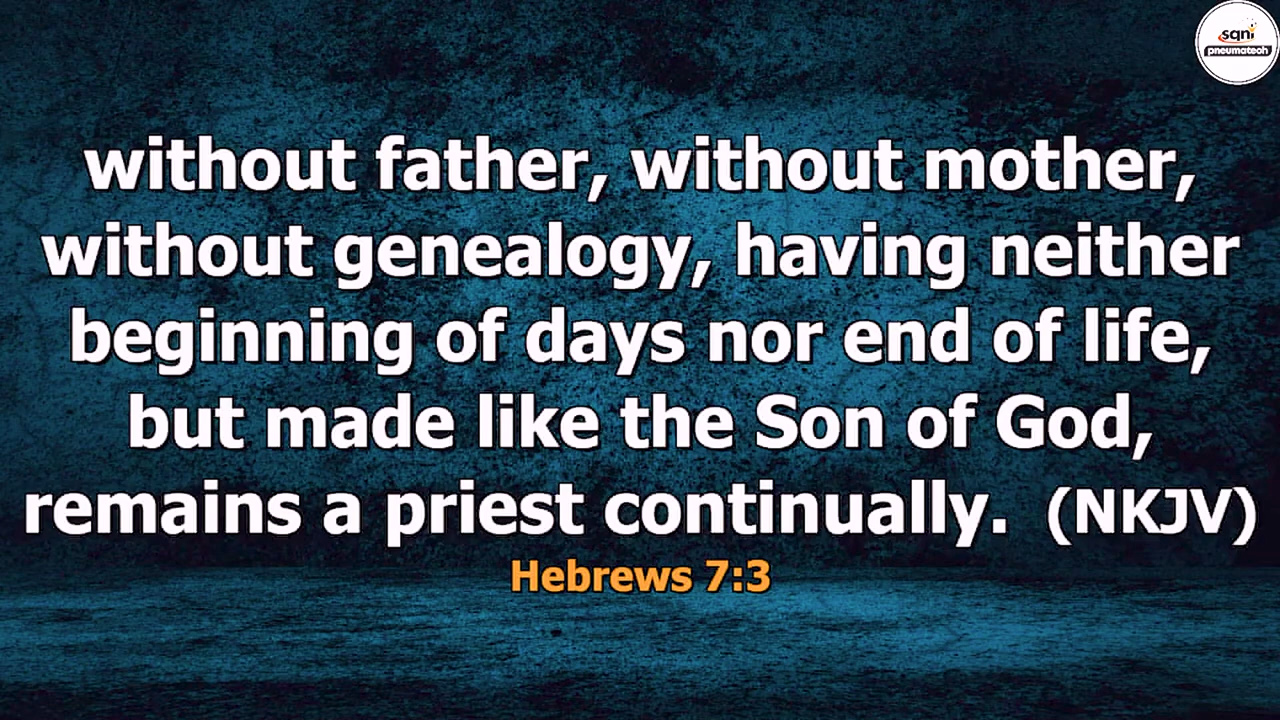 sqni
pneumatech
without father, without mother,
without genealogy, having neither
beginning of days nor end of life,
but made like the Son of God,
remains a priest continually. (NKJV)
Hebrews 7:3